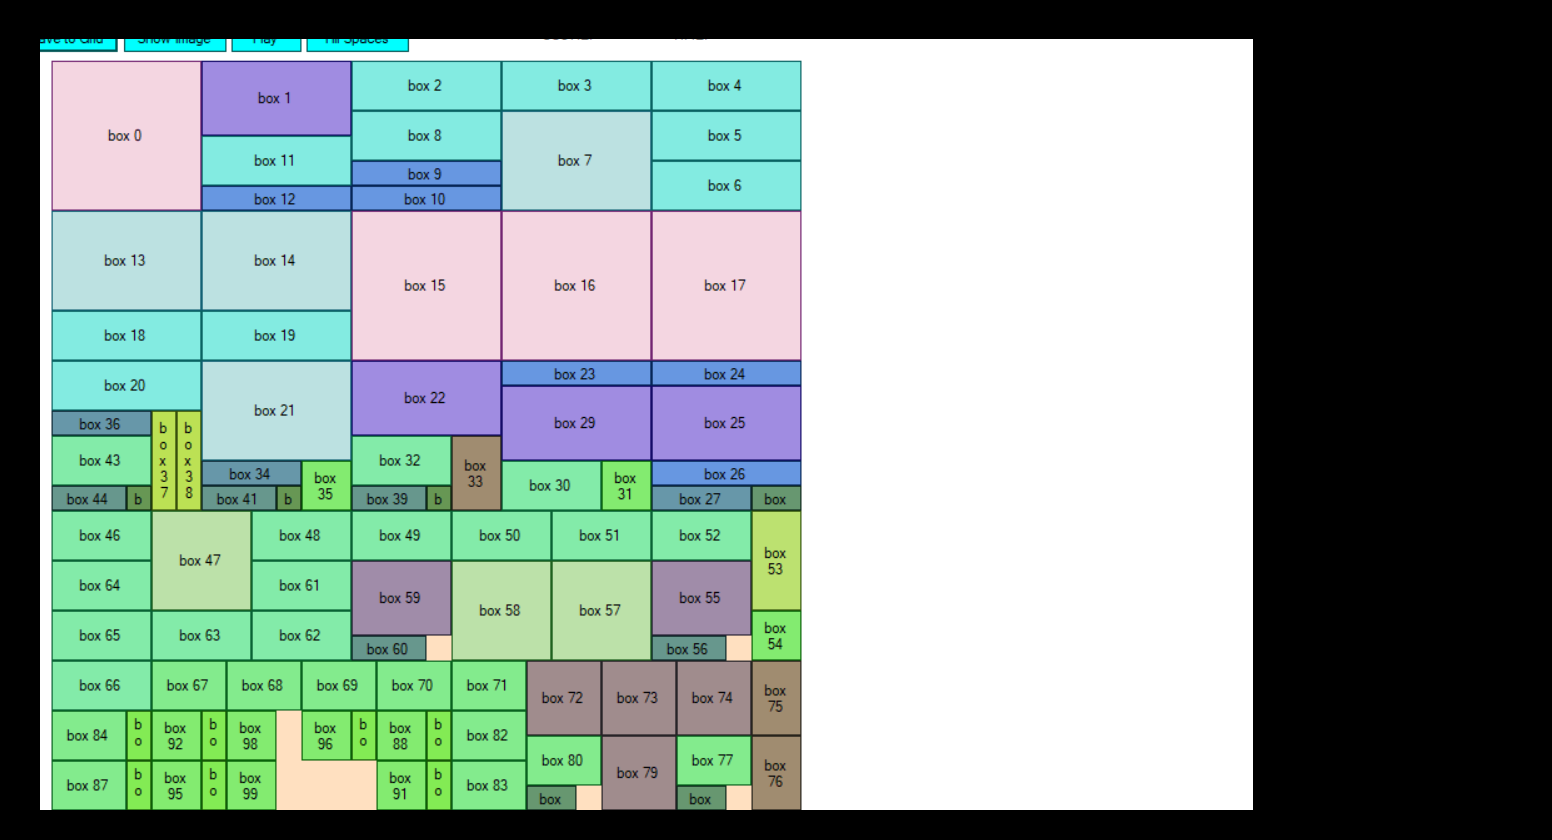 Show Image
Play
Fill Spaces
box 0
box 1
box 2
box 3
box 4
box 8
box 5
box 11
box 7
box 9
box 6
box 12
box 10
box 13
box 14
box 15
box 16
box 17
box 18
box 19
box 20
box 21
box 22
box 23
box 24
box 29
box 25
box 36
b
o
x
3
7
b
o
x
3
8
box 43
box 34
box
35
box 32
box
33
box 30
box
31
box 26
box 44
b
box 41
b
box 39
b
box 27
box
box 46
box 47
box 48
box 49
box 50
box 51
box 52
box
53
box 64
box 61
box 59
box 58
box 57
box 55
box 65
box 63
box 62
box 60
box 56
box
54
box 66
box 67
box 68
box 69
box 70
box 71
box 72
box 73
box 74
box
75
box 84
b
o
box
92
b
o
box
98
box
96
b
o
box
88
b
o
box 82
box 80
box 79
box 77
box
76
box 87
b
o
box
95
b
o
box
99
box
91
b
o
box 83
box
box